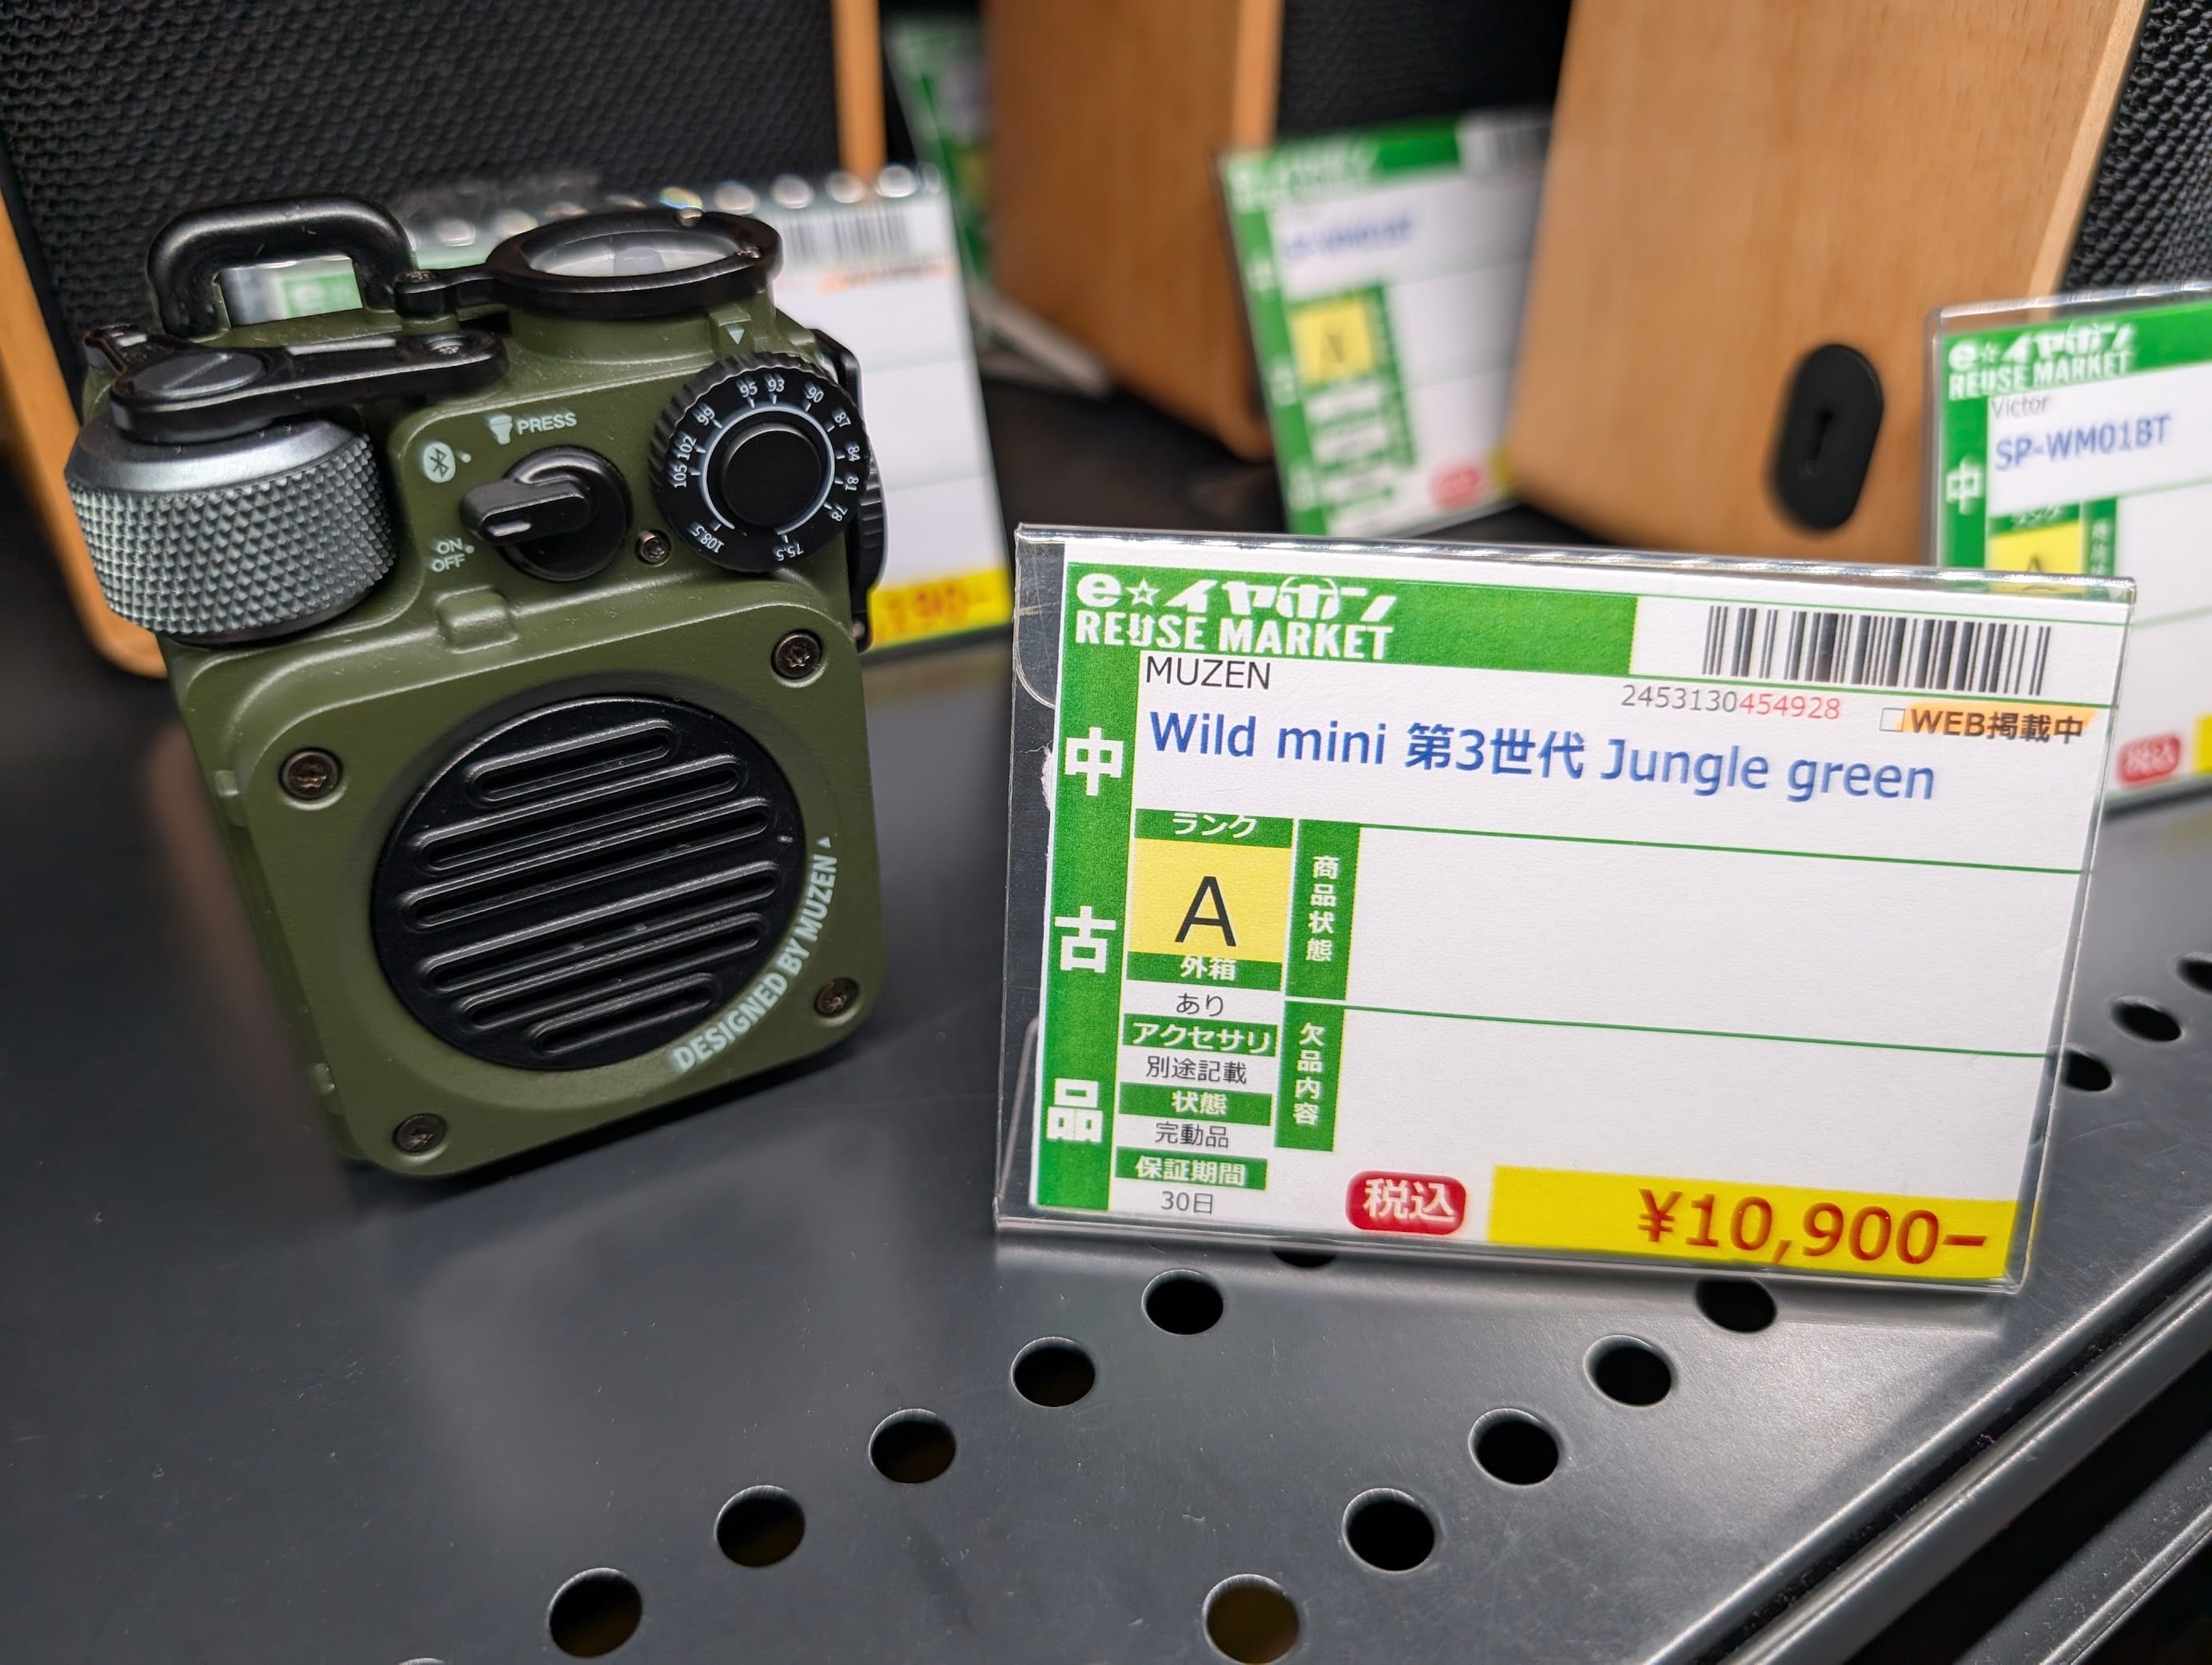 PRESS
ON
OFF
108.5 105 102 99 95 93 90 87 84 81 78 75.5
DESIGNED BY MUZEN
e☆イヤホン
REUSE MARKET
MUZEN
2453130454928
□WEB掲載中
Wild mini 第3世代 Jungle green
中古品
ランク
A
外箱
あり
アクセサリ
別途記載
状態
完動品
保証期間
30日
商品状態
欠品内容
税込
¥10,900-
e☆イヤホン
REUSE MARKET
Victor
SP-WM01BT
中
A
税込